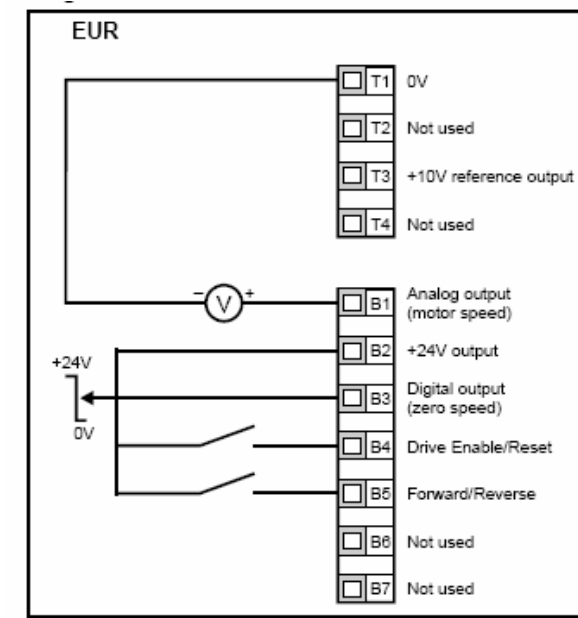 EUR
T1 0V
T2 Not used
T3 +10V reference output
T4 Not used
− V +
B1 Analog output
(motor speed)
B2 +24V output
+24V
B3 Digital output
(zero speed)
0V
B4 Drive Enable/Reset
B5 Forward/Reverse
B6 Not used
B7 Not used